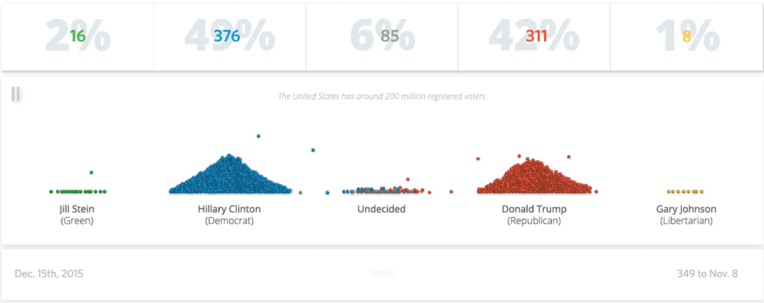 2% 49% 6% 42% 1%
16 376 85 311 8
The United States has around 200 million registered voters.
Jill Stein Hillary Clinton Undecided Donald Trump Gary Johnson
(Green) (Democrat) (Republican) (Libertarian)
Dec. 15th, 2015 349 to Nov. 8